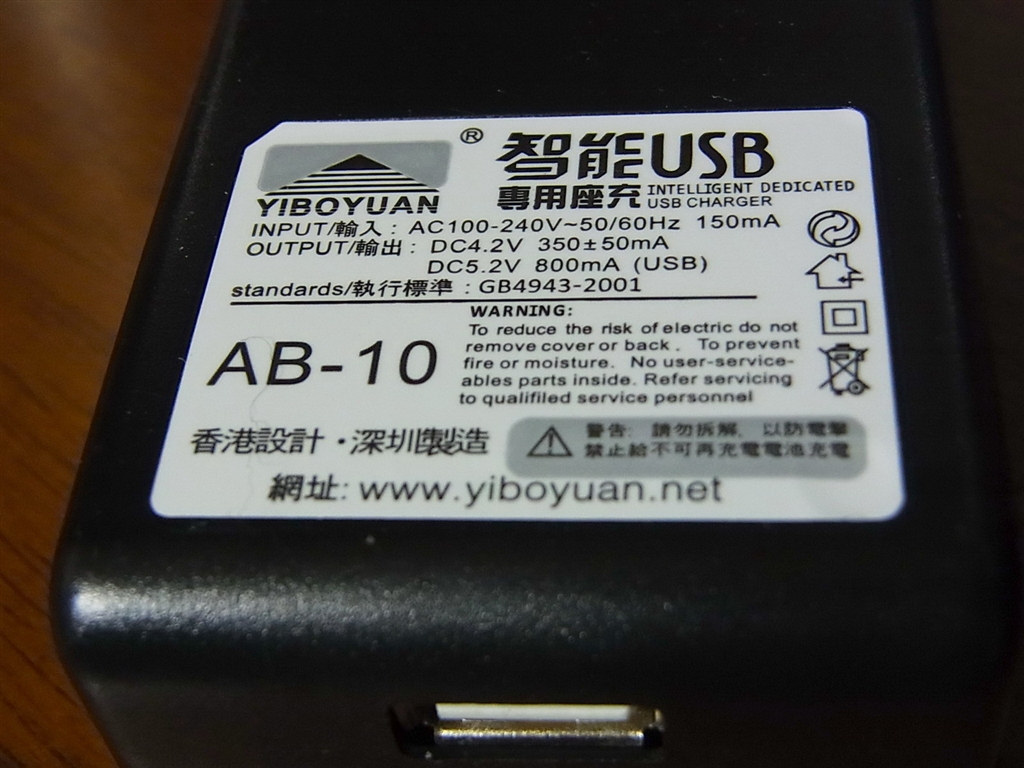 YIBOYUAN
®
智能USB
專用座充 INTELLIGENT DEDICATED
USB CHARGER
INPUT/輸入: AC100-240V~50/60Hz 150mA
OUTPUT/輸出: DC4.2V 350±50mA
DC5.2V 800mA (USB)
standards/執行標準: GB4943-2001
AB-10
WARNING:
To reduce the risk of electric do not
remove cover or back. To prevent
fire or moisture. No user-service-
ables parts inside. Refer servicing
to qualifiled service personnel
香港設計·深圳製造
警告: 請勿拆解, 以防電擊
禁止給不可再充電電池充電
網址: www.yiboyuan.net